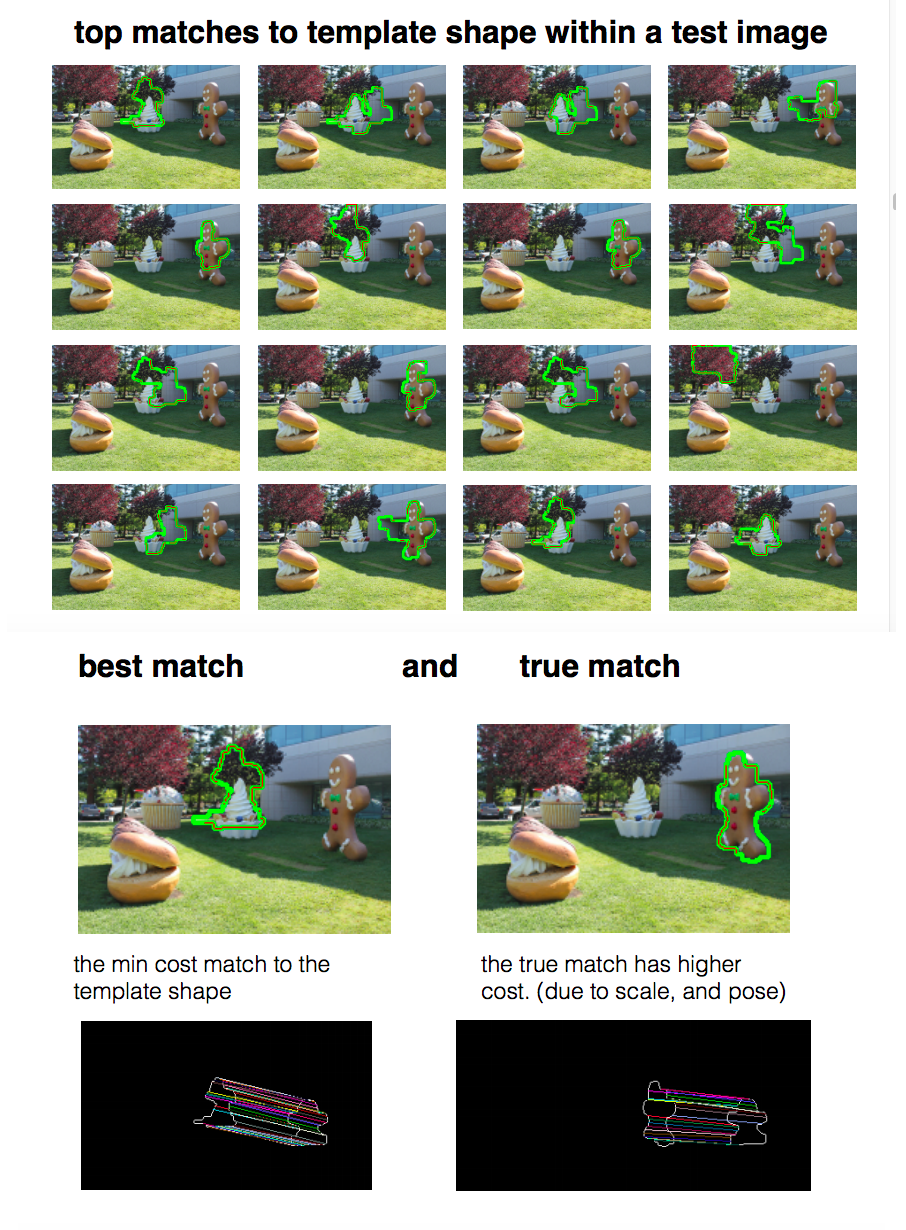 top matches to template shape within a test image
best match and true match
the min cost match to the
template shape
the true match has higher
cost. (due to scale, and pose)